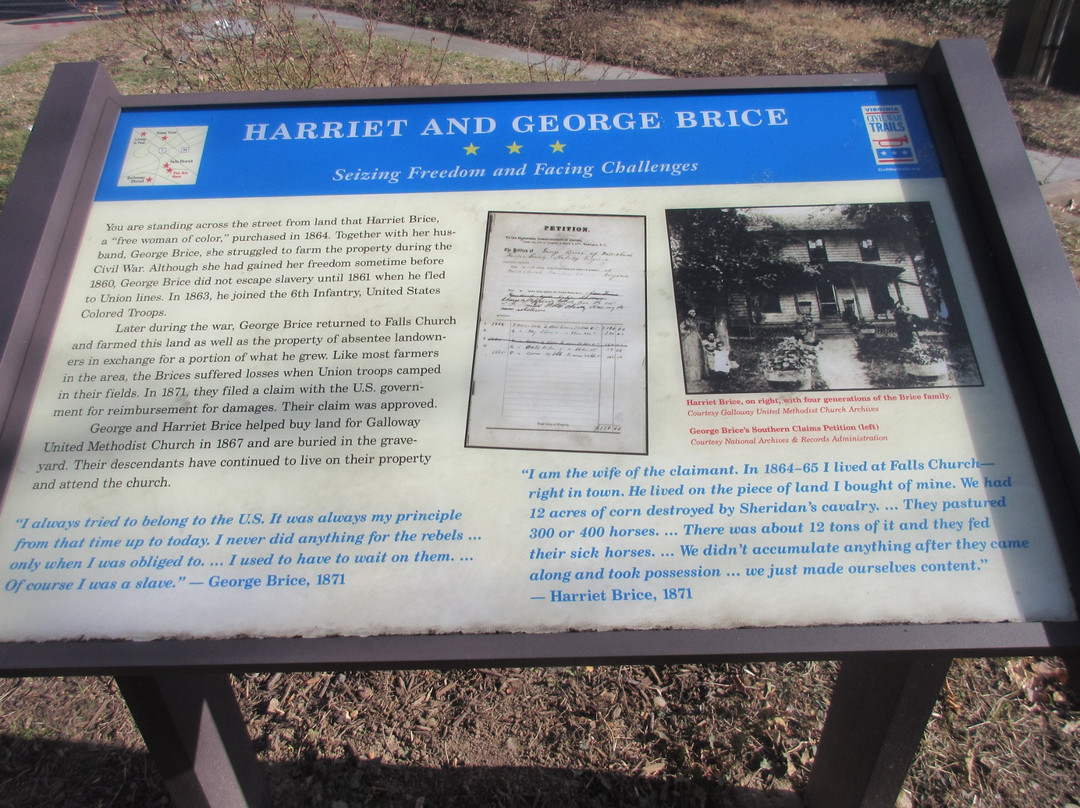 HARRIET AND GEORGE BRICE
Seizing Freedom and Facing Challenges
VIRGINIA
CIVIL WAR
TRAILS
Falls Church
You Are
Here
You are standing across the street from land that Harriet Brice,
a “free woman of color,” purchased in 1864. Together with her hus-
band, George Brice, she struggled to farm the property during the
Civil War. Although she had gained her freedom sometime before
1860, George Brice did not escape slavery until 1861 when he fled
to Union lines. In 1863, he joined the 6th Infantry, United States
Colored Troops.
Later during the war, George Brice returned to Falls Church
and farmed this land as well as the property of absentee landown-
ers in exchange for a portion of what he grew. Like most farmers
in the area, the Brices suffered losses when Union troops camped
in their fields. In 1871, they filed a claim with the U.S. govern-
ment for reimbursement for damages. Their claim was approved.
George and Harriet Brice helped buy land for Galloway
United Methodist Church in 1867 and are buried in the grave-
yard. Their descendants have continued to live on their property
and attend the church.
“I always tried to belong to the U.S. It was always my principle
from that time up to today. I never did anything for the rebels ...
only when I was obliged to. ... I used to have to wait on them. ...
Of course I was a slave.” — George Brice, 1871
PETITION.
Harriet Brice, on right, with four generations of the Brice family.
Courtesy Galloway United Methodist Church Archives
George Brice’s Southern Claims Petition (left)
Courtesy National Archives & Records Administration
“I am the wife of the claimant. In 1864–65 I lived at Falls Church—
right in town. He lived on the piece of land I bought of mine. We had
12 acres of corn destroyed by Sheridan’s cavalry. ... They pastured
300 or 400 horses. ... There was about 12 tons of it and they fed
their sick horses. ... We didn’t accumulate anything after they came
along and took possession ... we just made ourselves content.”
— Harriet Brice, 1871